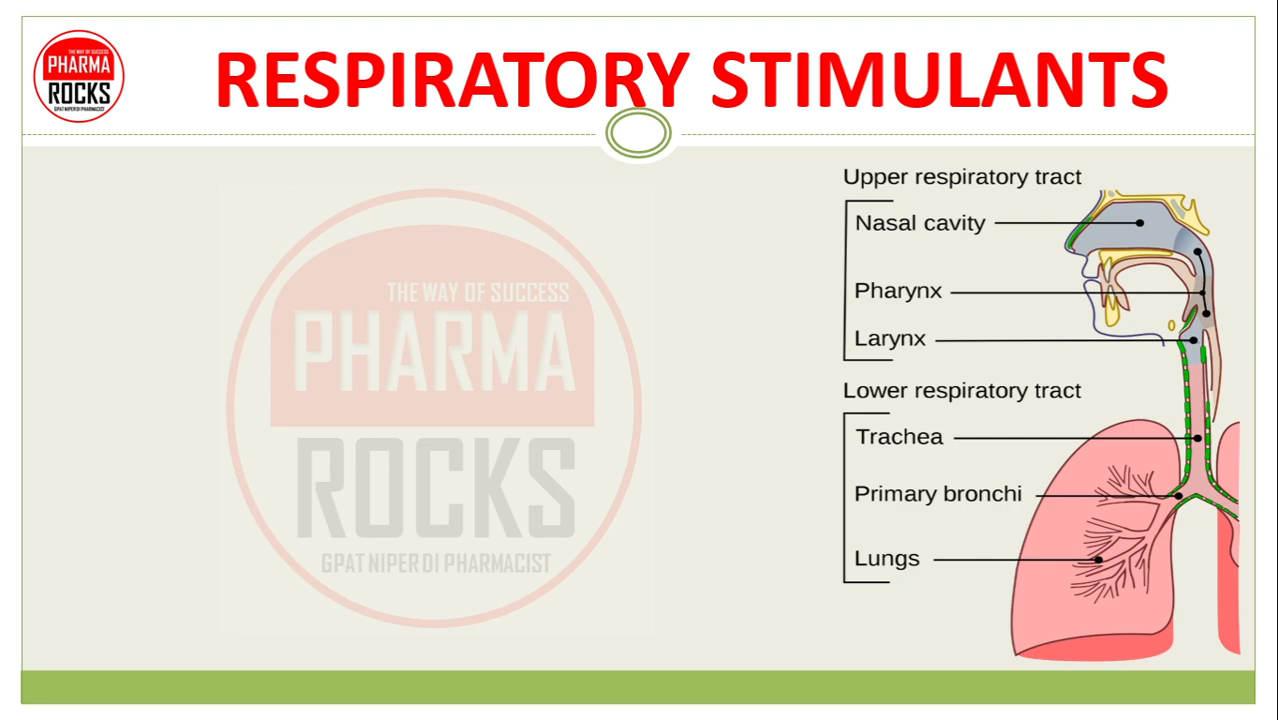 THE WAY OF SUCCESS
PHARMA
ROCKS
GPAT NIPER DI PHARMACIST
RESPIRATORY STIMULANTS
THE WAY OF SUCCESS
PHARMA
ROCKS
GPAT NIPER DI PHARMACIST
Upper respiratory tract
Nasal cavity
Pharynx
Larynx
Lower respiratory tract
Trachea
Primary bronchi
Lungs